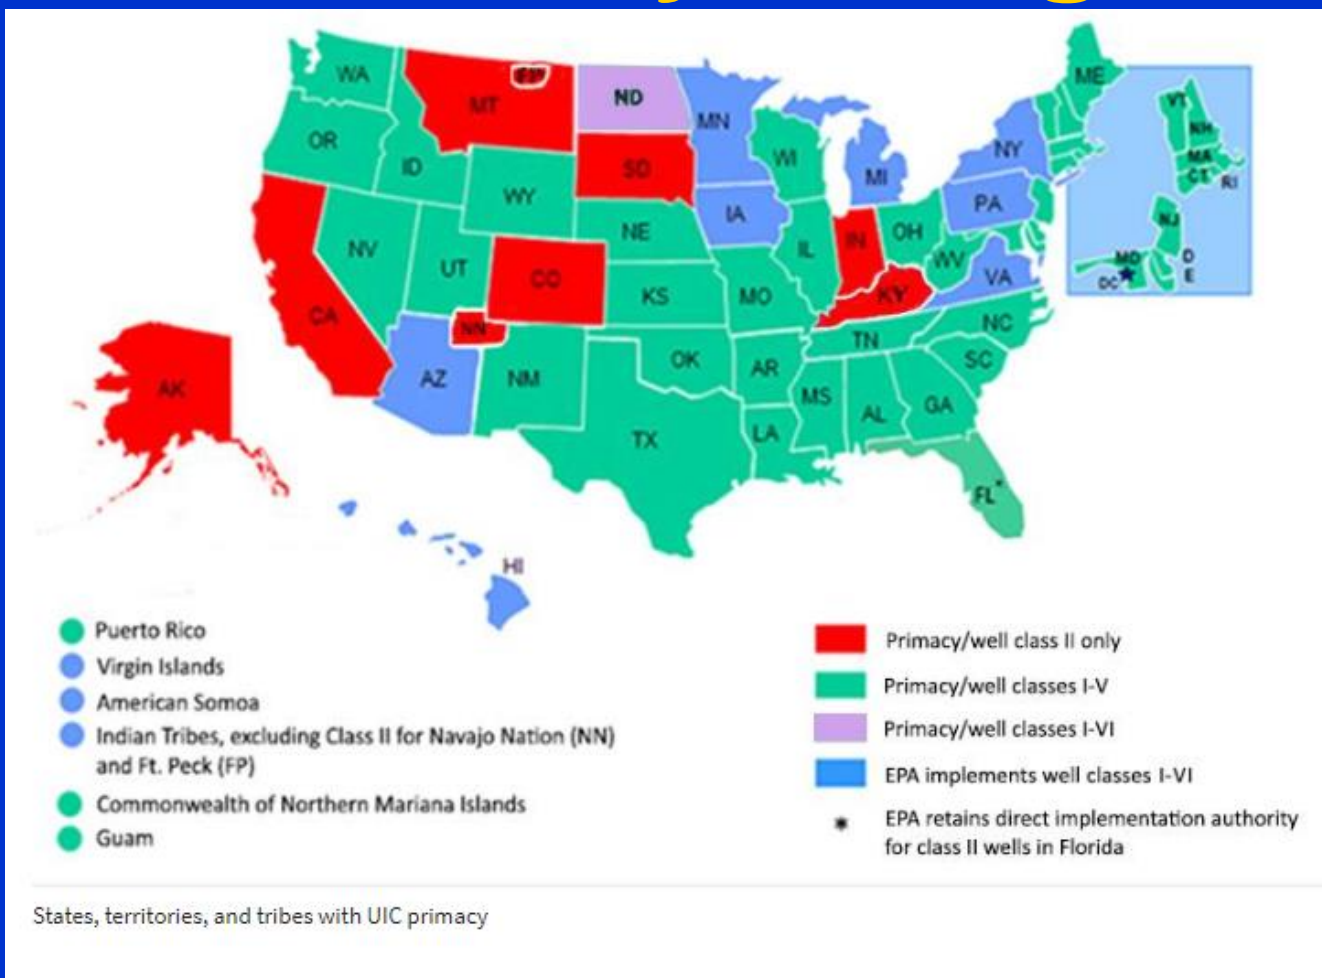 WA
MT
ND
MN
ME
VT
NH
MA
CT
RI
OR
ID
WY
SD
WI
MI
NY
IA
PA
NJ
NV
UT
CO
NE
IL
IN
OH
WV
VA
MD
DC
D
E
CA
NN
KS
MO
KY
NC
TN
AK
AZ
NM
OK
AR
SC
MS
AL
GA
TX
LA
FL*
HI
Puerto Rico
Virgin Islands
American Somoa
Indian Tribes, excluding Class II for Navajo Nation (NN)
and Ft. Peck (FP)
Commonwealth of Northern Mariana Islands
Guam
Primacy/well class II only
Primacy/well classes I-V
Primacy/well classes I-VI
EPA implements well classes I-VI
* EPA retains direct implementation authority
for class II wells in Florida
States, territories, and tribes with UIC primacy